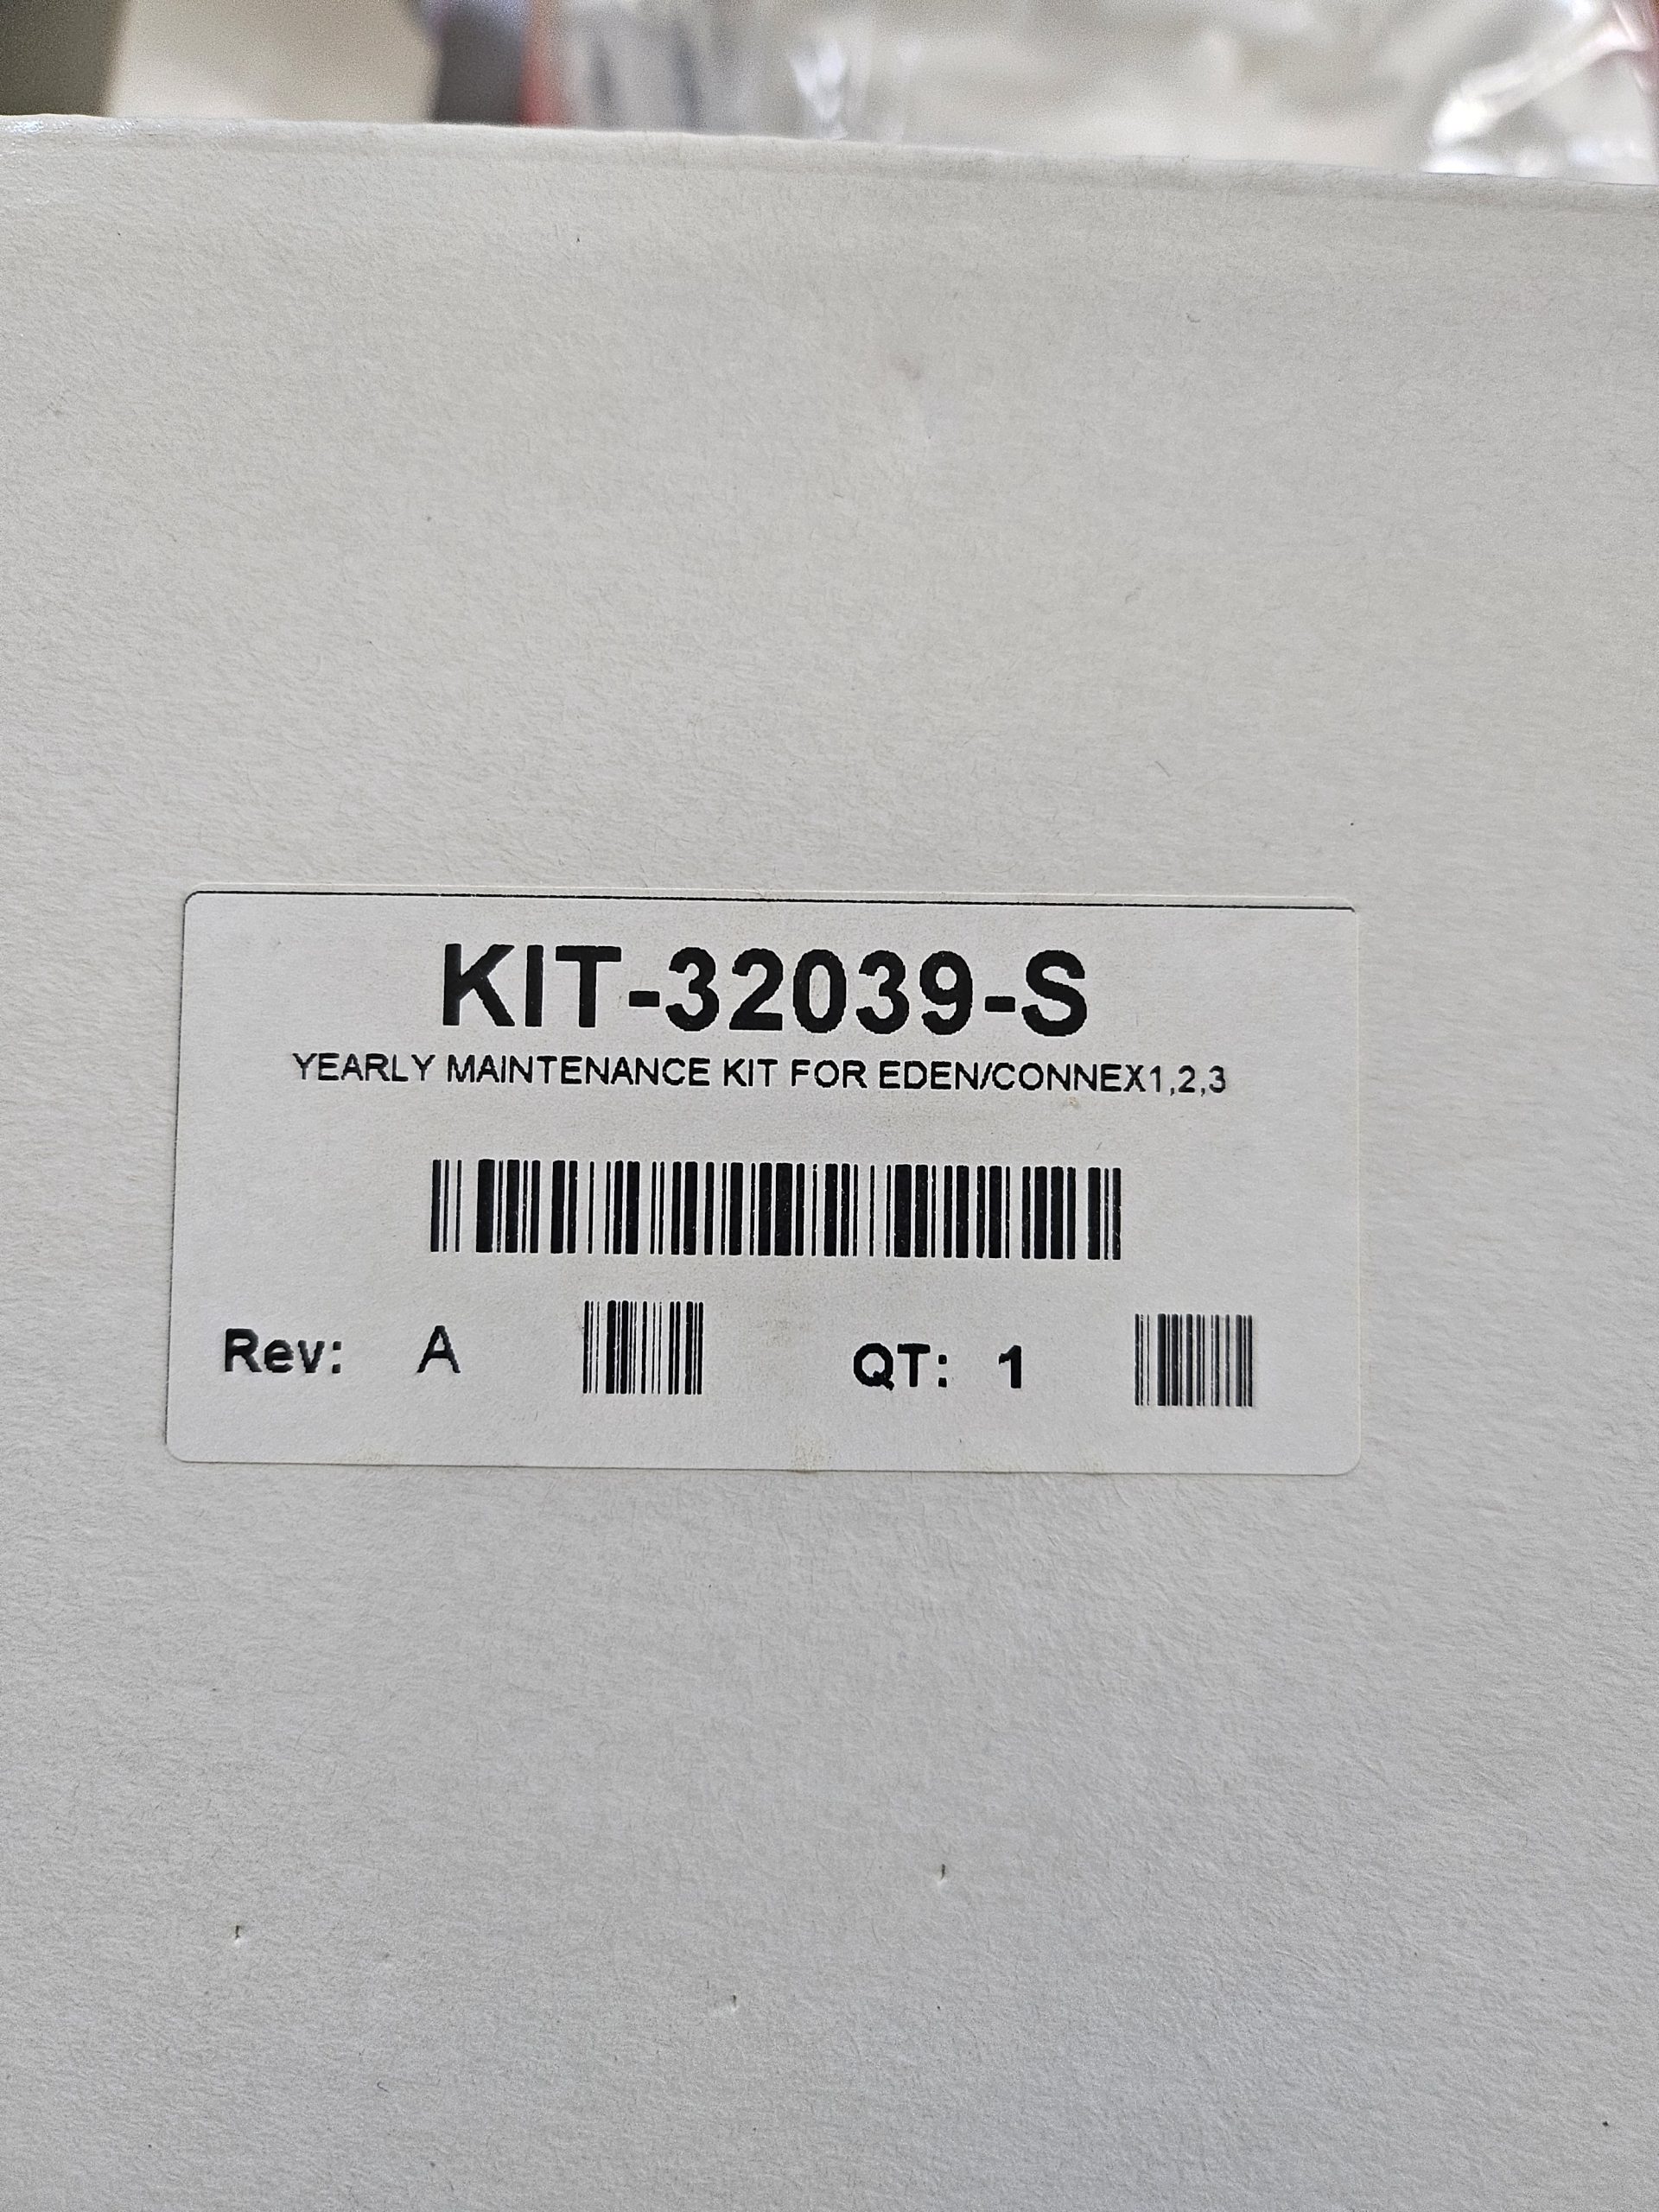 KIT-32039-S
YEARLY MAINTENANCE KIT FOR EDEN/CONNEX1,2,3
Rev: A QT: 1